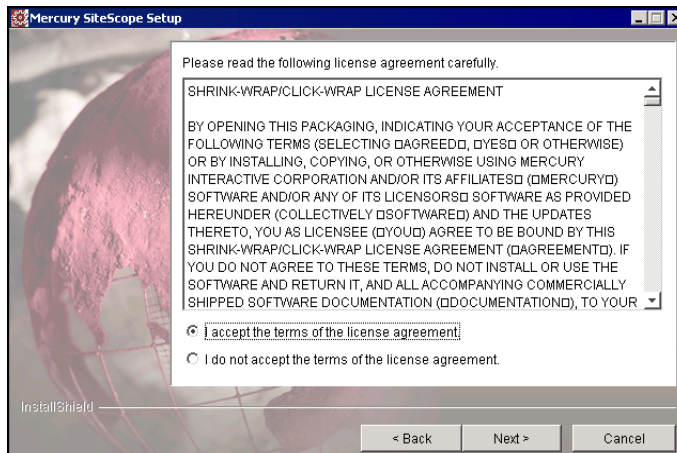 Mercury SiteScope Setup
Please read the following license agreement carefully.
SHRINK-WRAP/CLICK-WRAP LICENSE AGREEMENT
BY OPENING THIS PACKAGING, INDICATING YOUR ACCEPTANCE OF THE
FOLLOWING TERMS (SELECTING □AGREED□, □YES□ OR OTHERWISE)
OR BY INSTALLING, COPYING, OR OTHERWISE USING MERCURY
INTERACTIVE CORPORATION AND/OR ITS AFFILIATES□ (□MERCURY□)
SOFTWARE AND/OR ANY OF ITS LICENSORS□ SOFTWARE AS PROVIDED
HEREUNDER (COLLECTIVELY □SOFTWARE□) AND THE UPDATES
THERETO, YOU AS LICENSEE (□YOU□) AGREE TO BE BOUND BY THIS
SHRINK-WRAP/CLICK-WRAP LICENSE AGREEMENT (□AGREEMENT□). IF
YOU DO NOT AGREE TO THESE TERMS, DO NOT INSTALL OR USE THE
SOFTWARE AND RETURN IT, AND ALL ACCOMPANYING COMMERCIALLY
SHIPPED SOFTWARE DOCUMENTATION (□DOCUMENTATION□), TO YOUR
I accept the terms of the license agreement.
I do not accept the terms of the license agreement.
InstallShield
< Back
Next >
Cancel